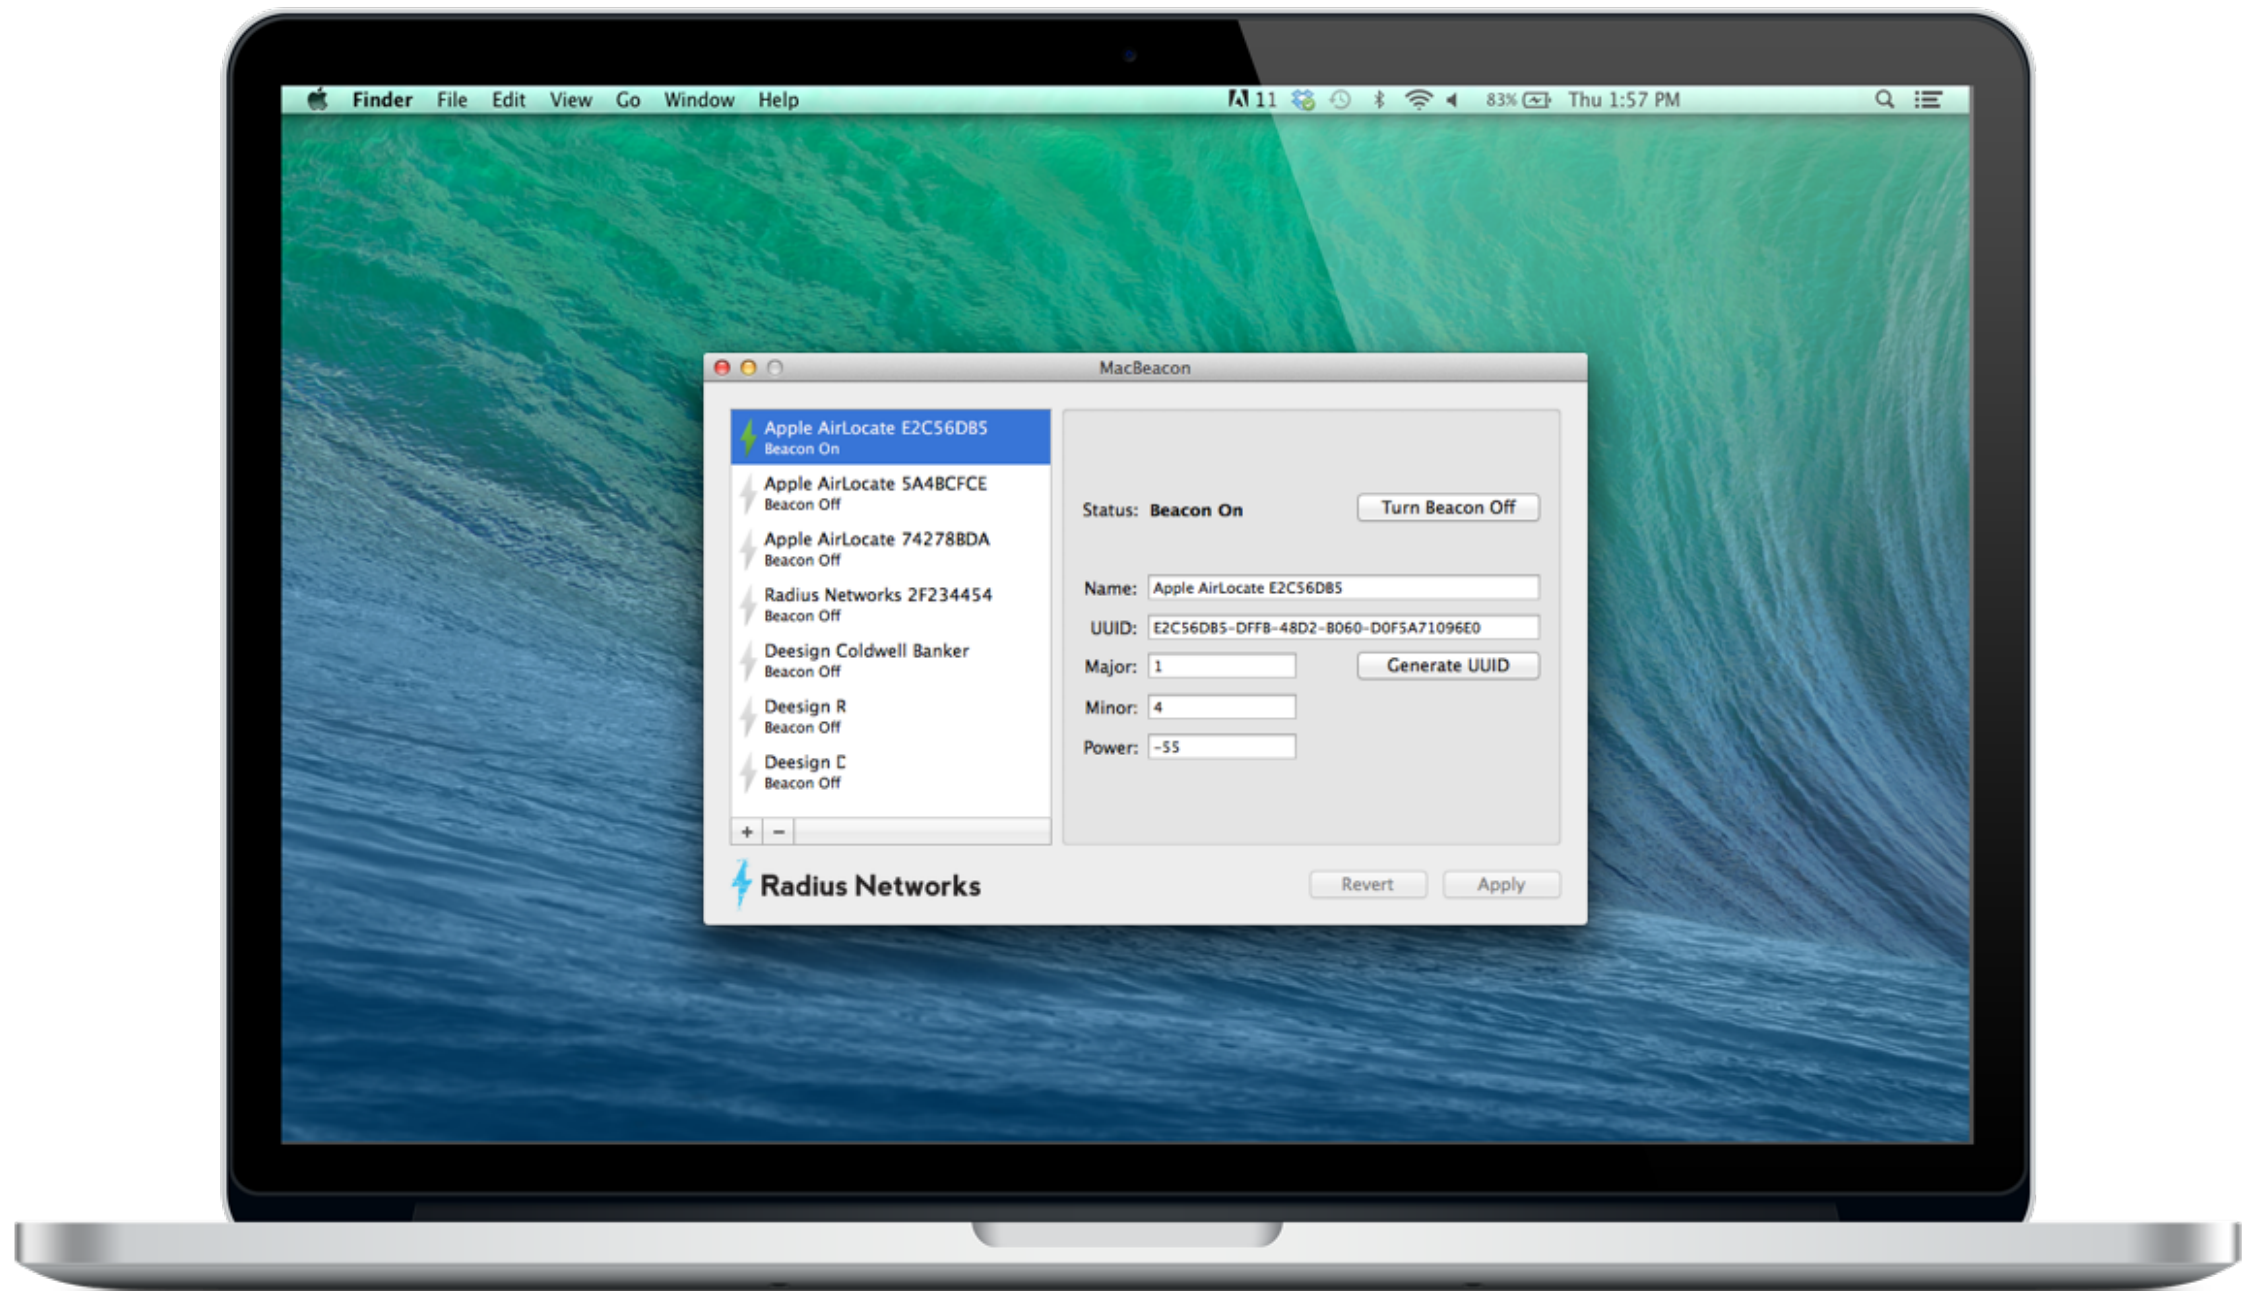 Finder File Edit View Go Window Help 11 83% Thu 1:57 PM
MacBeacon
Apple AirLocate E2C56DB5
Beacon On
Apple AirLocate 5A4BCFCE
Beacon Off
Apple AirLocate 74278BDA
Beacon Off
Radius Networks 2F234454
Beacon Off
Deesign Coldwell Banker
Beacon Off
Deesign R
Beacon Off
Deesign
Beacon Off
+ −
Status: Beacon On Turn Beacon Off
Name: Apple AirLocate E2C56DB5
UUID: E2C56DB5-DFFB-48D2-B060-D0F5A71096E0
Major: 1 Generate UUID
Minor: 4
Power: -55
Radius Networks
Revert Apply